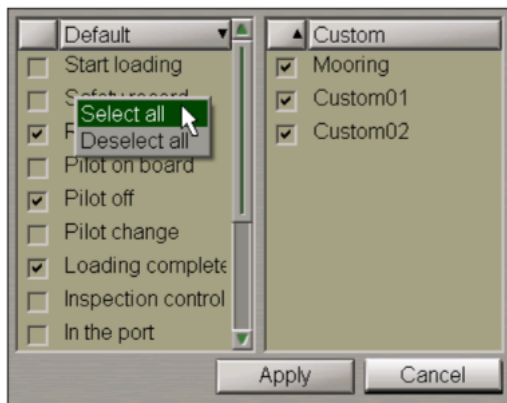 Default
Start loading
Select all
Deselect all
Pilot on board
Pilot off
Pilot change
Loading complete
Inspection control
In the port
Custom
Mooring
Custom01
Custom02
Apply
Cancel